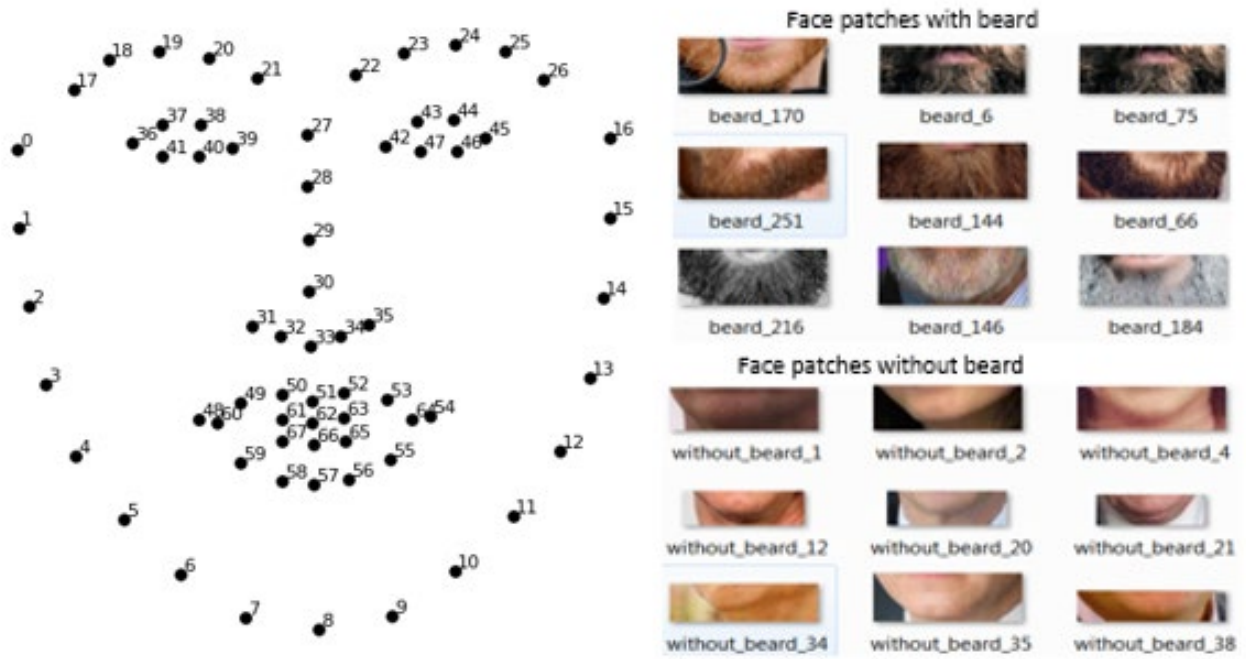 17 18 19 20 21 22 23 24 25 26
0 36 37 38 39 27 42 43 44 45 16
41 40 47 46
28
1 29 15
2 30 14
31 32 33 34 35
3 13
48 60 49 50 51 52 53 64 54
61 62 63
67 66 65
4 59 58 57 56 55 12
5 11
6 10
7 8 9
Face patches with beard
beard_170 beard_6 beard_75
beard_251 beard_144 beard_66
beard_216 beard_146 beard_184
Face patches without beard
without_beard_1 without_beard_2 without_beard_4
without_beard_12 without_beard_20 without_beard_21
without_beard_34 without_beard_35 without_beard_38